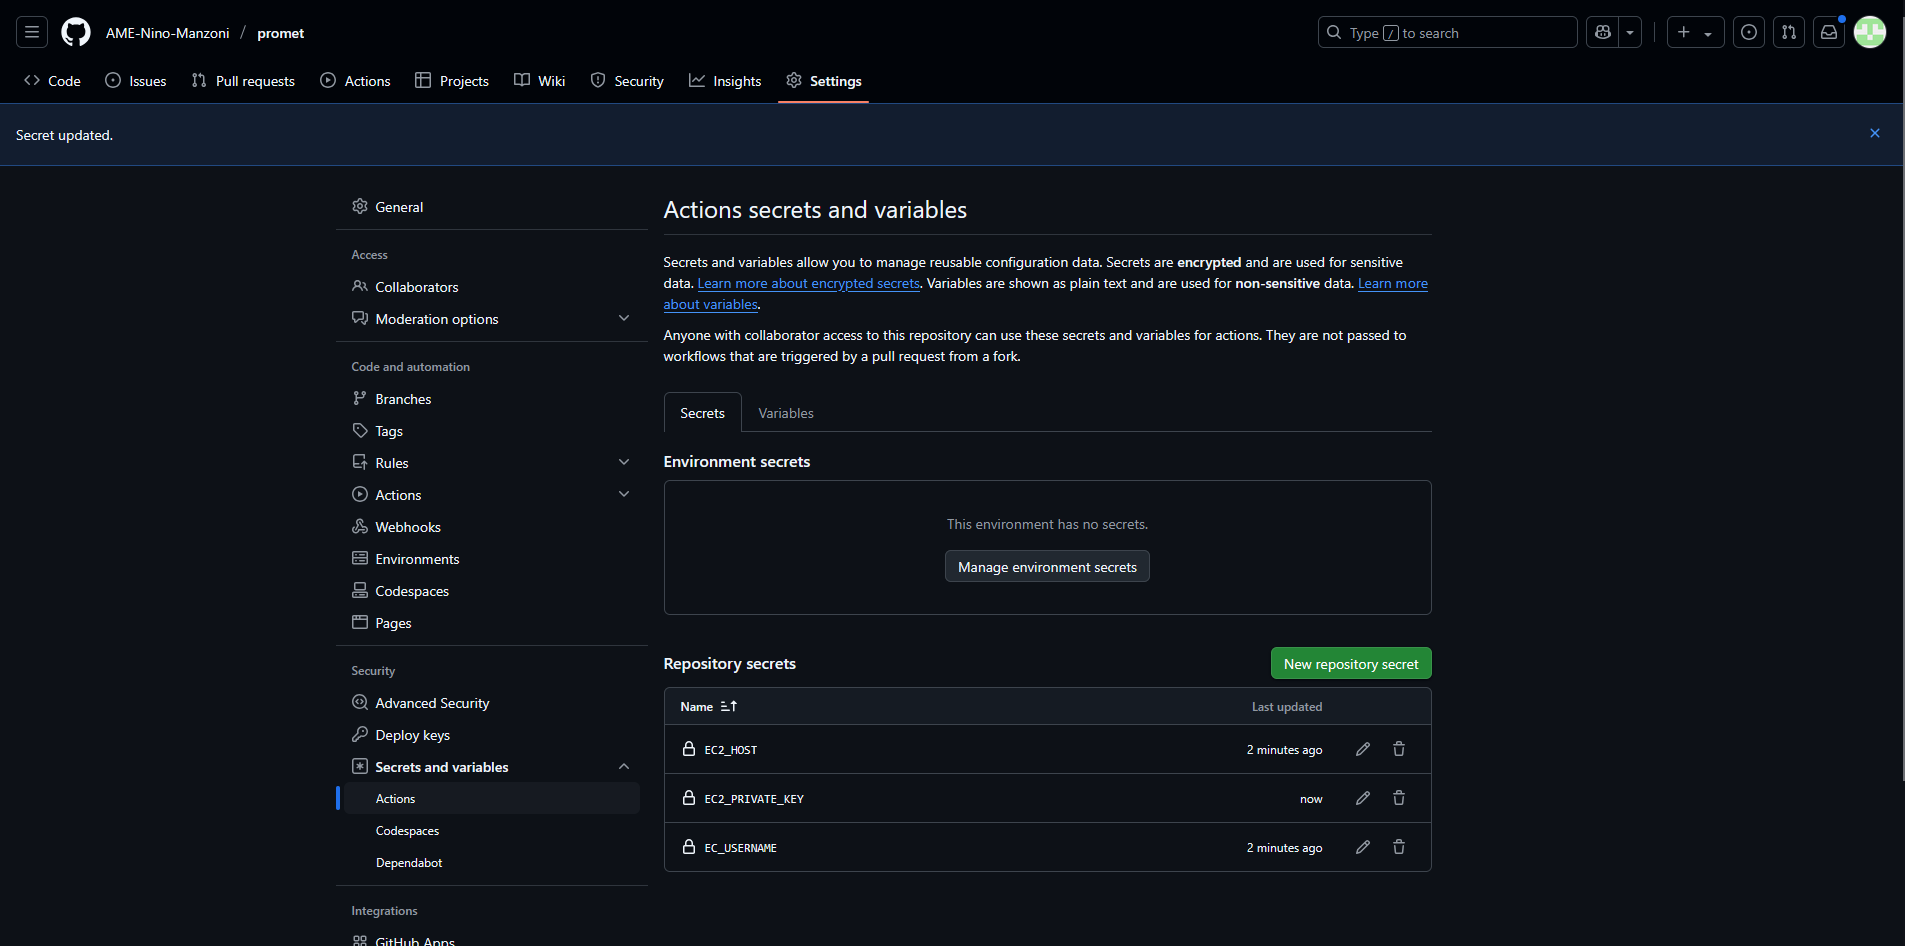 AME-Nino-Manzoni / promet
Type / to search
Code Issues Pull requests Actions Projects Wiki Security Insights Settings
Secret updated.
General
Access
Collaborators
Moderation options
Code and automation
Branches
Tags
Rules
Actions
Webhooks
Environments
Codespaces
Pages
Security
Advanced Security
Deploy keys
Secrets and variables
Actions
Codespaces
Dependabot
Integrations
GitHub Apps
Actions secrets and variables
Secrets and variables allow you to manage reusable configuration data. Secrets are encrypted and are used for sensitive
data. Learn more about encrypted secrets. Variables are shown as plain text and are used for non-sensitive data. Learn more
about variables.
Anyone with collaborator access to this repository can use these secrets and variables for actions. They are not passed to
workflows that are triggered by a pull request from a fork.
Secrets Variables
Environment secrets
This environment has no secrets.
Manage environment secrets
Repository secrets New repository secret
Name Last updated
EC2_HOST 2 minutes ago
EC2_PRIVATE_KEY now
EC_USERNAME 2 minutes ago